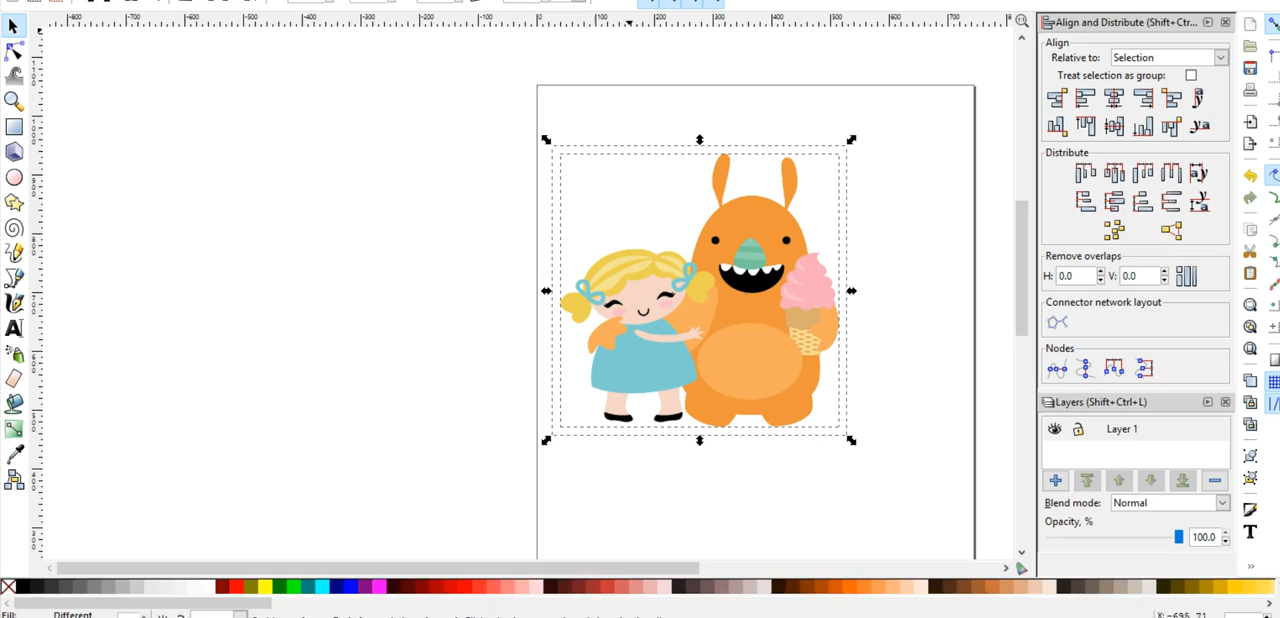 Align and Distribute (Shift+Ctr...
Align
Relative to: Selection
Treat selection as group:
Distribute
Remove overlaps
H: 0.0 V: 0.0
Connector network layout
Nodes
Layers (Shift+Ctrl+L)
Layer 1
Blend mode: Normal
Opacity, %
100.0
Fill: Different
X: -695.71